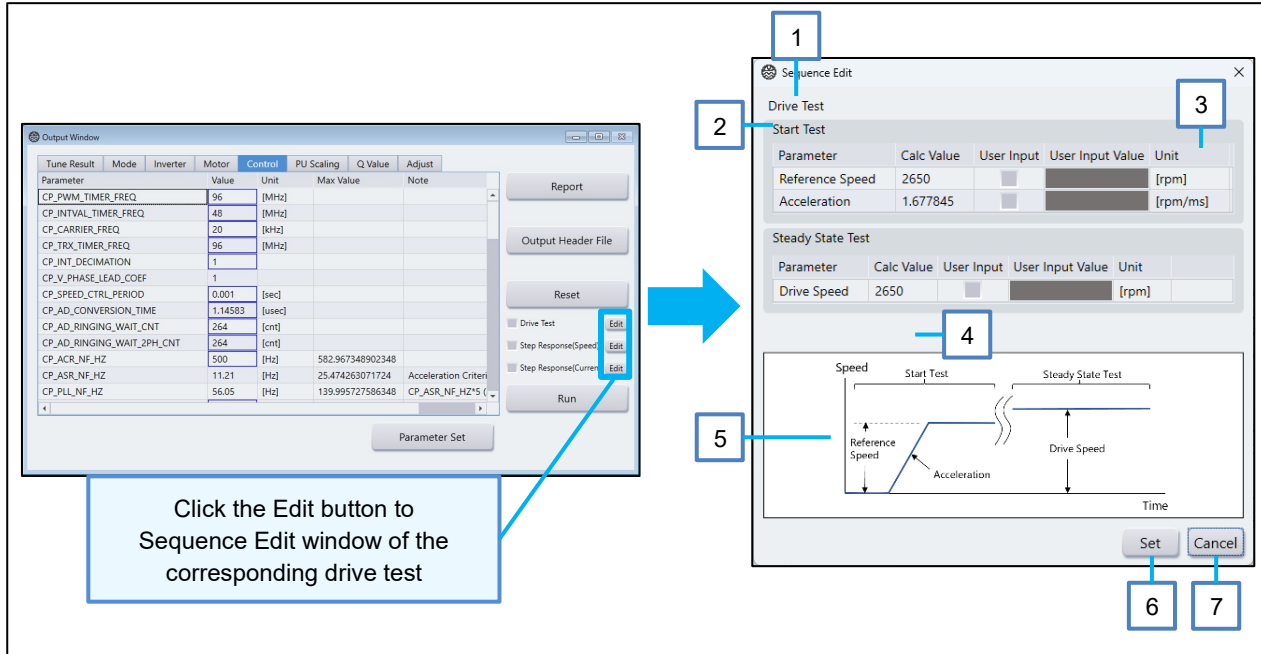 Output Window
Tune Result Mode Inverter Motor Control PU Scaling Q Value Adjust
Parameter Value Unit Max Value Note
CP_PWM_TIMER_FREQ 96 [MHz]
CP_INTVAL_TIMER_FREQ 48 [MHz]
CP_CARRIER_FREQ 20 [kHz]
CP_TRX_TIMER_FREQ 96 [MHz]
CP_INT_DECIMATION 1
CP_V_PHASE_LEAD_COEF 1
CP_SPEED_CTRL_PERIOD 0.001 [sec]
CP_AD_CONVERSION_TIME 1.14583 [usec]
CP_AD_RINGING_WAIT_CNT 264 [cnt]
CP_AD_RINGING_WAIT_2PH_CNT 264 [cnt]
CP_ACR_NF_HZ 500 [Hz] 582.967348902348
CP_ASR_NF_HZ 11.21 [Hz] 25.474263071724 Acceleration Criteri
CP_PLL_NF_HZ 56.05 [Hz] 139.995727586348 CP_ASR_NF_HZ*5 (
Report
Output Header File
Reset
Drive Test Edit
Step Response(Speed) Edit
Step Response(Curren Edit
Run
Parameter Set
Click the Edit button to
Sequence Edit window of the
corresponding drive test
1
Sequence Edit
Drive Test
2
3
Start Test
Parameter Calc Value User Input User Input Value Unit
Reference Speed 2650 [rpm]
Acceleration 1.677845 [rpm/ms]
Steady State Test
Parameter Calc Value User Input User Input Value Unit
Drive Speed 2650 [rpm]
4
5
Speed
Start Test
Steady State Test
Reference
Speed
Acceleration
Drive Speed
Time
Set Cancel
6
7